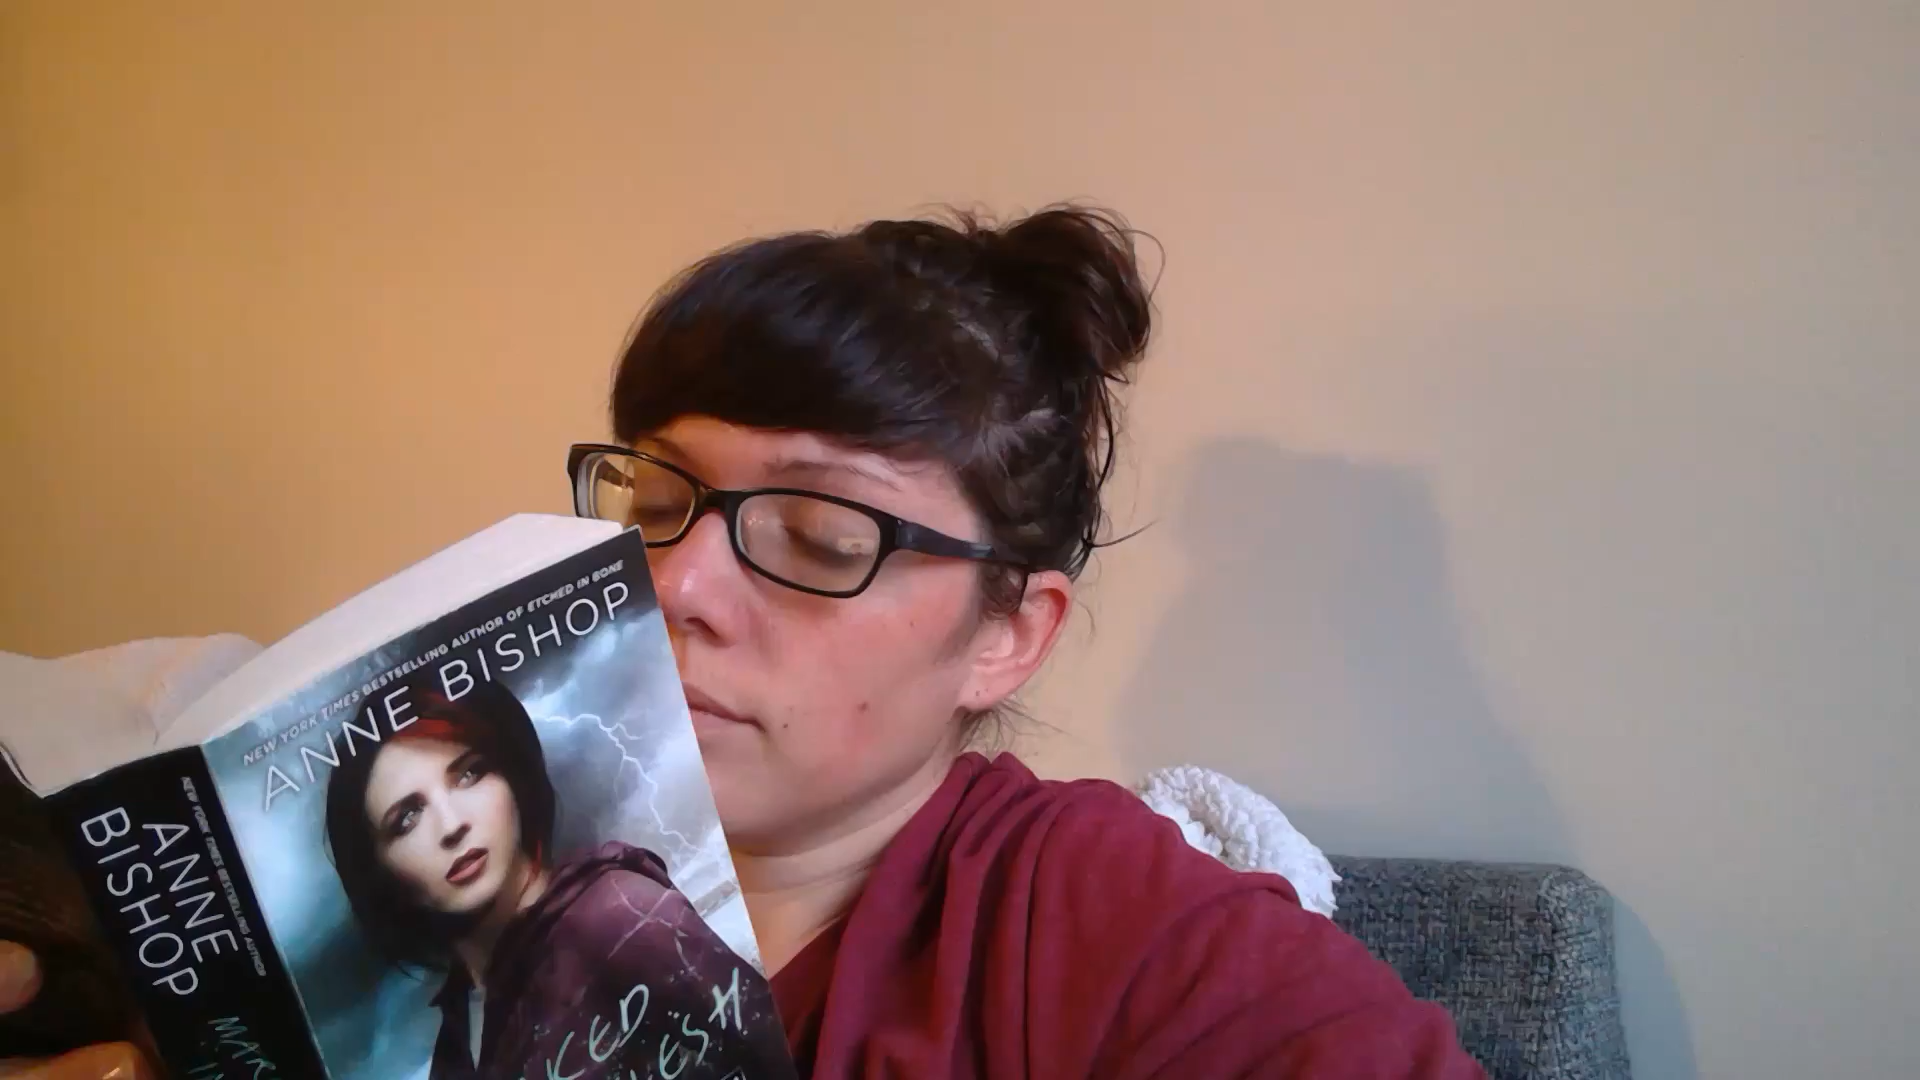 NEW YORK TIMES BESTSELLING AUTHOR OF ETCHED IN BONE
ANNE BISHOP
NEW YORK TIMES BESTSELLING AUTHOR
ANNE
BISHOP